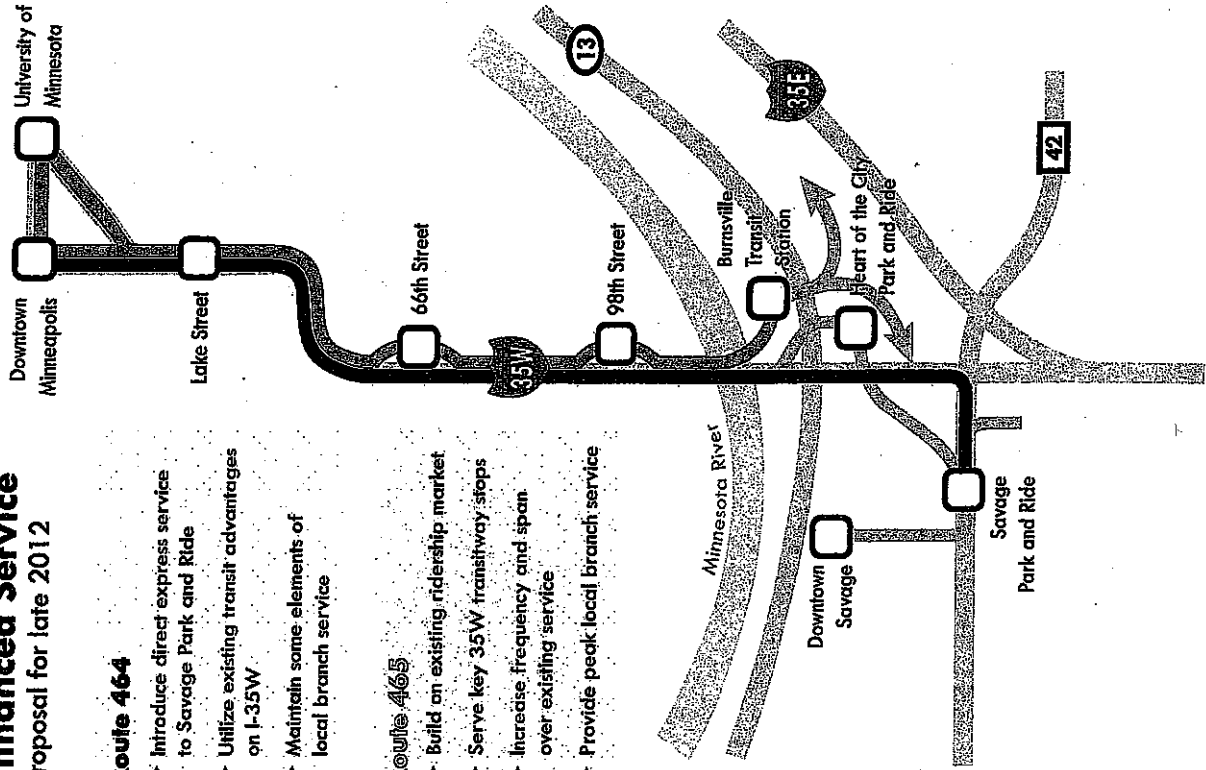 nhanced Service
roposal for late 2012
oute 464
Introduce direct express service
to Savage Park and Ride
Utilize existing transit advantages
on I-35W
Maintain some elements of
local branch service
oute 465
Build an existing ridership market
Serve key 35W transitway stops
Increase frequency and span
over existing service
Provide peak local branch service
Downtown
Minneapolis
University of
Minnesota
Lake Street
66th Street
35W
98th Street
Minnesota River
Burnsville
Transit
Station
13
35E
Heart of the City
Park and Ride
42
Downtown
Savage
Savage
Park and Ride